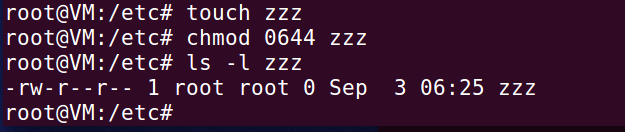 root@VM:/etc# touch zzz
root@VM:/etc# chmod 0644 zzz
root@VM:/etc# ls -l zzz
-rw-r--r-- 1 root root 0 Sep  3 06:25 zzz
root@VM:/etc#